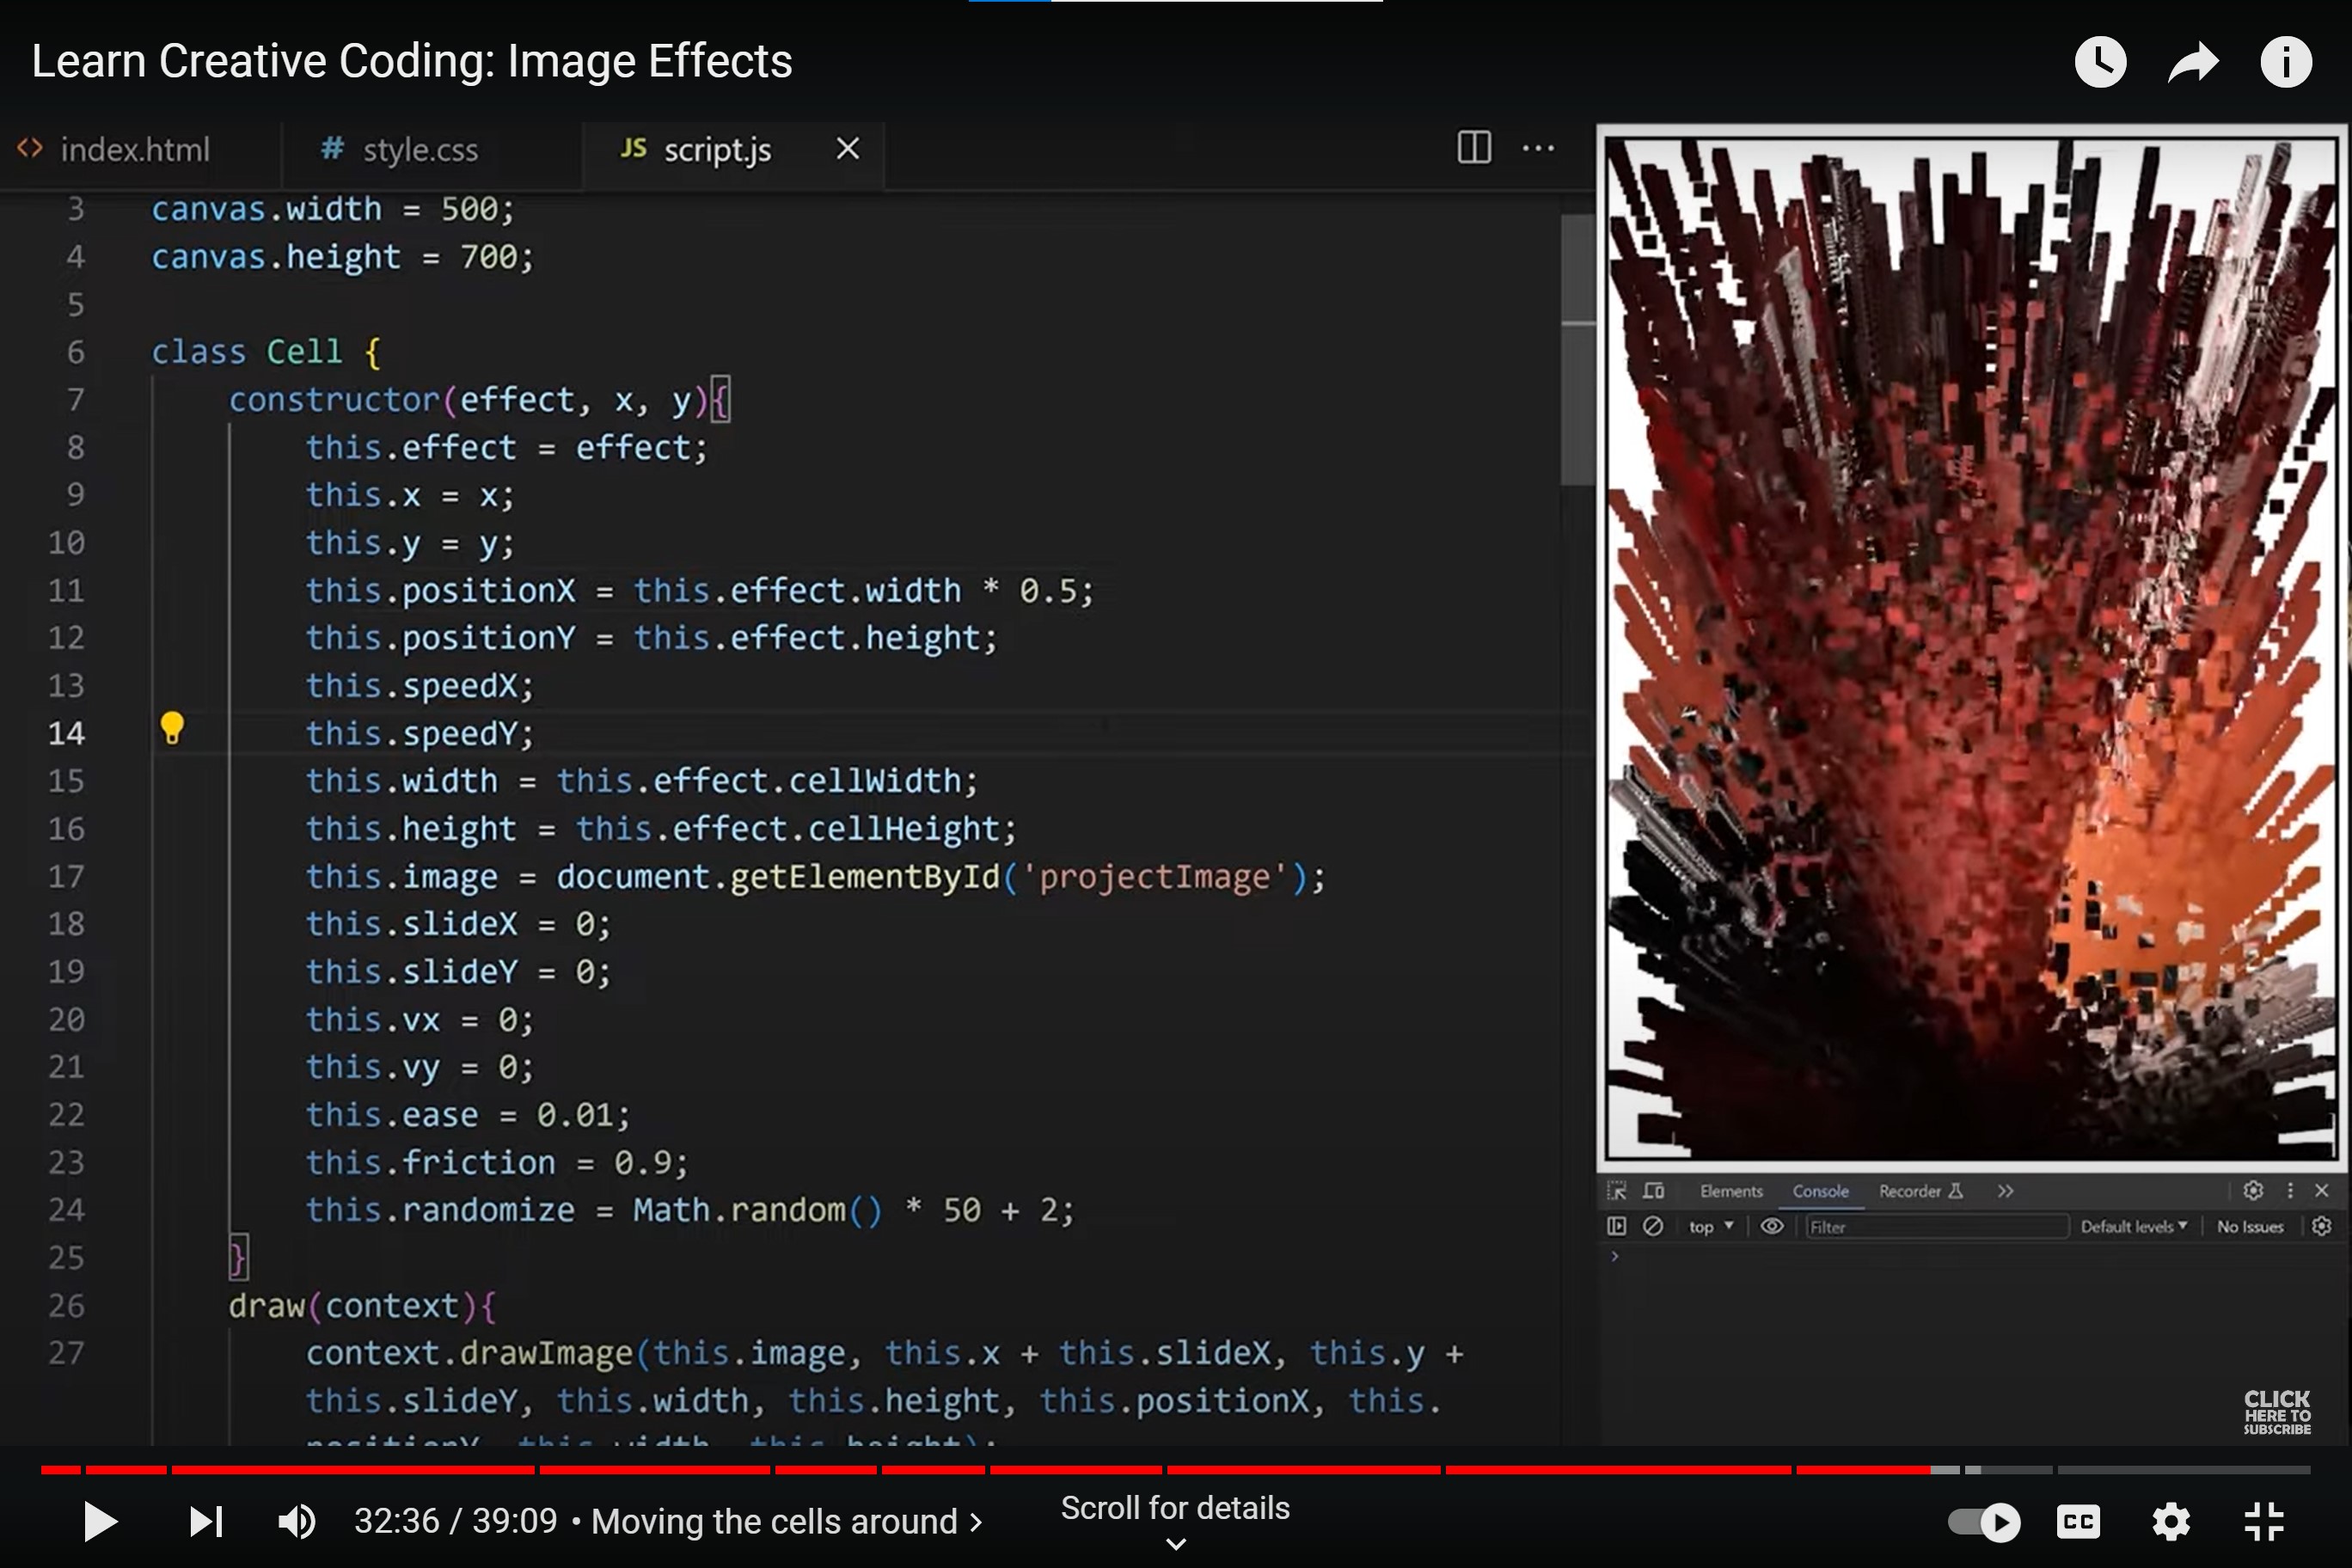 Learn Creative Coding: Image Effects
index.html
# style.css
JS script.js
3 canvas.width = 500;
4 canvas.height = 700;
5
6 class Cell {
7 constructor(effect, x, y){
8 this.effect = effect;
9 this.x = x;
10 this.y = y;
11 this.positionX = this.effect.width * 0.5;
12 this.positionY = this.effect.height;
13 this.speedX;
14 this.speedY;
15 this.width = this.effect.cellWidth;
16 this.height = this.effect.cellHeight;
17 this.image = document.getElementById('projectImage');
18 this.slideX = 0;
19 this.slideY = 0;
20 this.vx = 0;
21 this.vy = 0;
22 this.ease = 0.01;
23 this.friction = 0.9;
24 this.randomize = Math.random() * 50 + 2;
25 }
26 draw(context){
27 context.drawImage(this.image, this.x + this.slideX, this.y +
this.slideY, this.width, this.height, this.positionX, this.
positionY, this.width, this.height);
Elements Console Recorder
top Filter Default levels No Issues
CLICK
HERE TO
SUBSCRIBE
32:36 / 39:09 • Moving the cells around
Scroll for details
CC